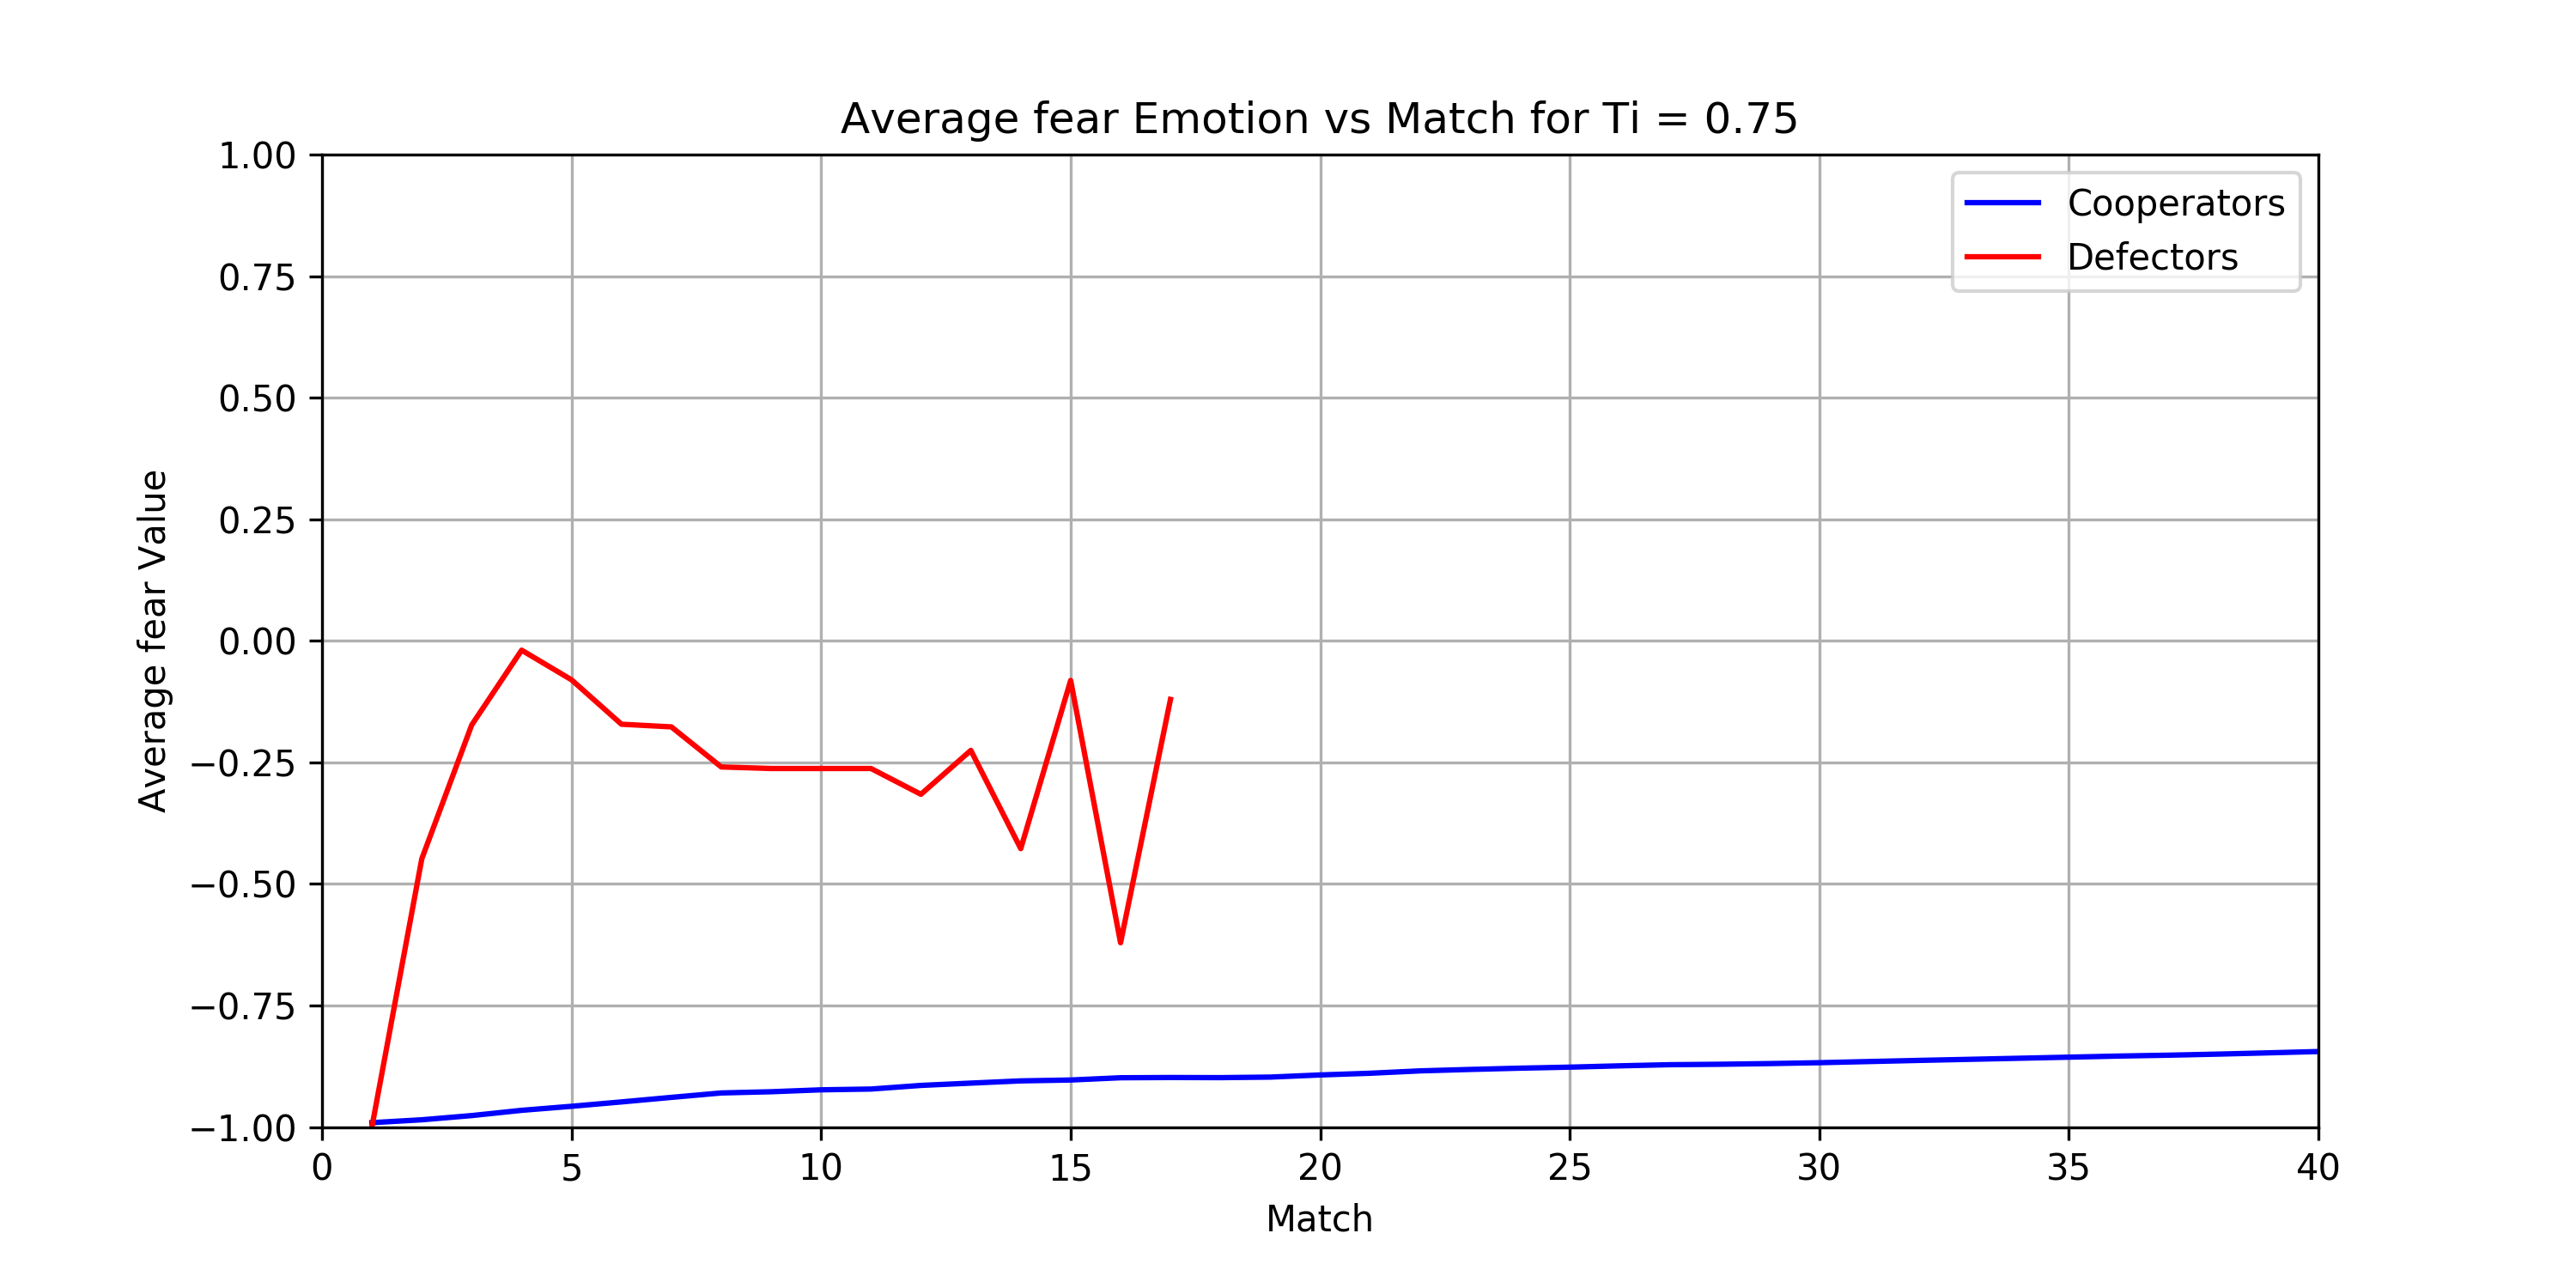 Average fear Emotion vs Match for Ti = 0.75
Cooperators
Defectors
Average fear Value
1.00
0.75
0.50
0.25
0.00
−0.25
−0.50
−0.75
−1.00
0 5 10 15 20 25 30 35 40
Match